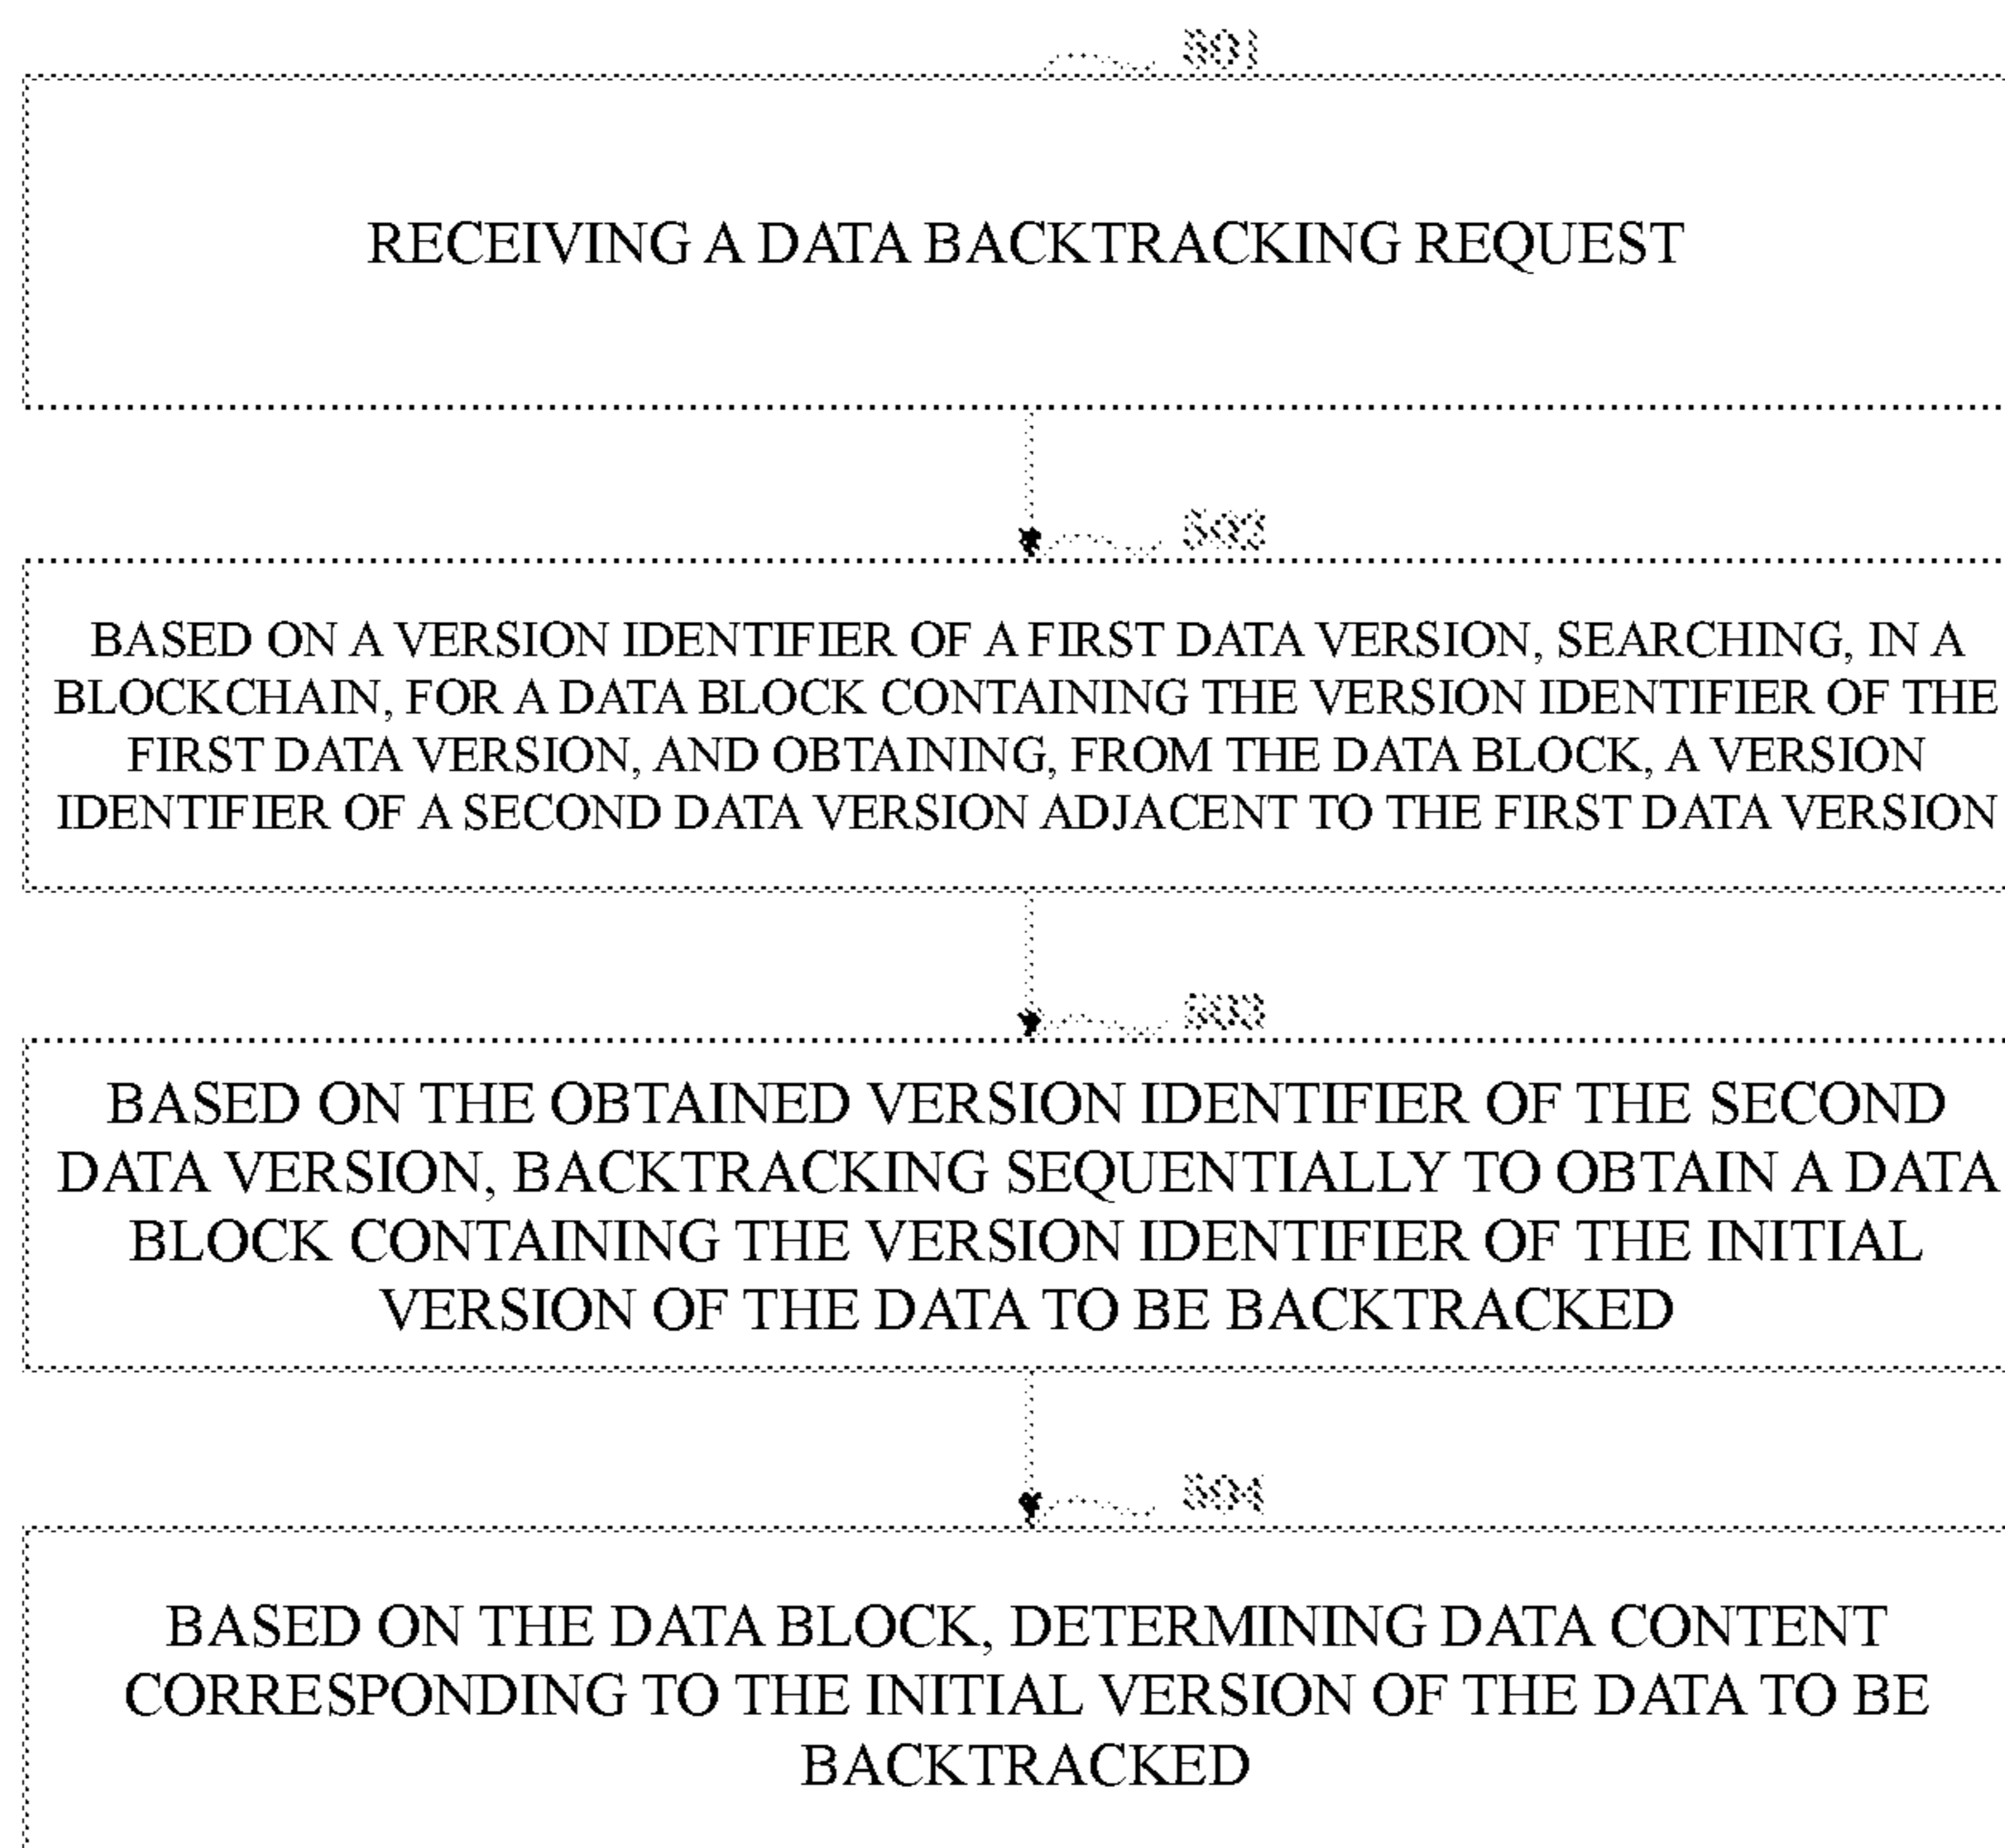 RECEIVING A DATA BACKTRACKING REQUEST
BASED ON A VERSION IDENTIFIER OF A FIRST DATA VERSION, SEARCHING, IN A
BLOCKCHAIN, FOR A DATA BLOCK CONTAINING THE VERSION IDENTIFIER OF THE
FIRST DATA VERSION, AND OBTAINING, FROM THE DATA BLOCK, A VERSION
IDENTIFIER OF A SECOND DATA VERSION ADJACENT TO THE FIRST DATA VERSION
BASED ON THE OBTAINED VERSION IDENTIFIER OF THE SECOND
DATA VERSION, BACKTRACKING SEQUENTIALLY TO OBTAIN A DATA
BLOCK CONTAINING THE VERSION IDENTIFIER OF THE INITIAL
VERSION OF THE DATA TO BE BACKTRACKED
BASED ON THE DATA BLOCK, DETERMINING DATA CONTENT
CORRESPONDING TO THE INITIAL VERSION OF THE DATA TO BE
BACKTRACKED